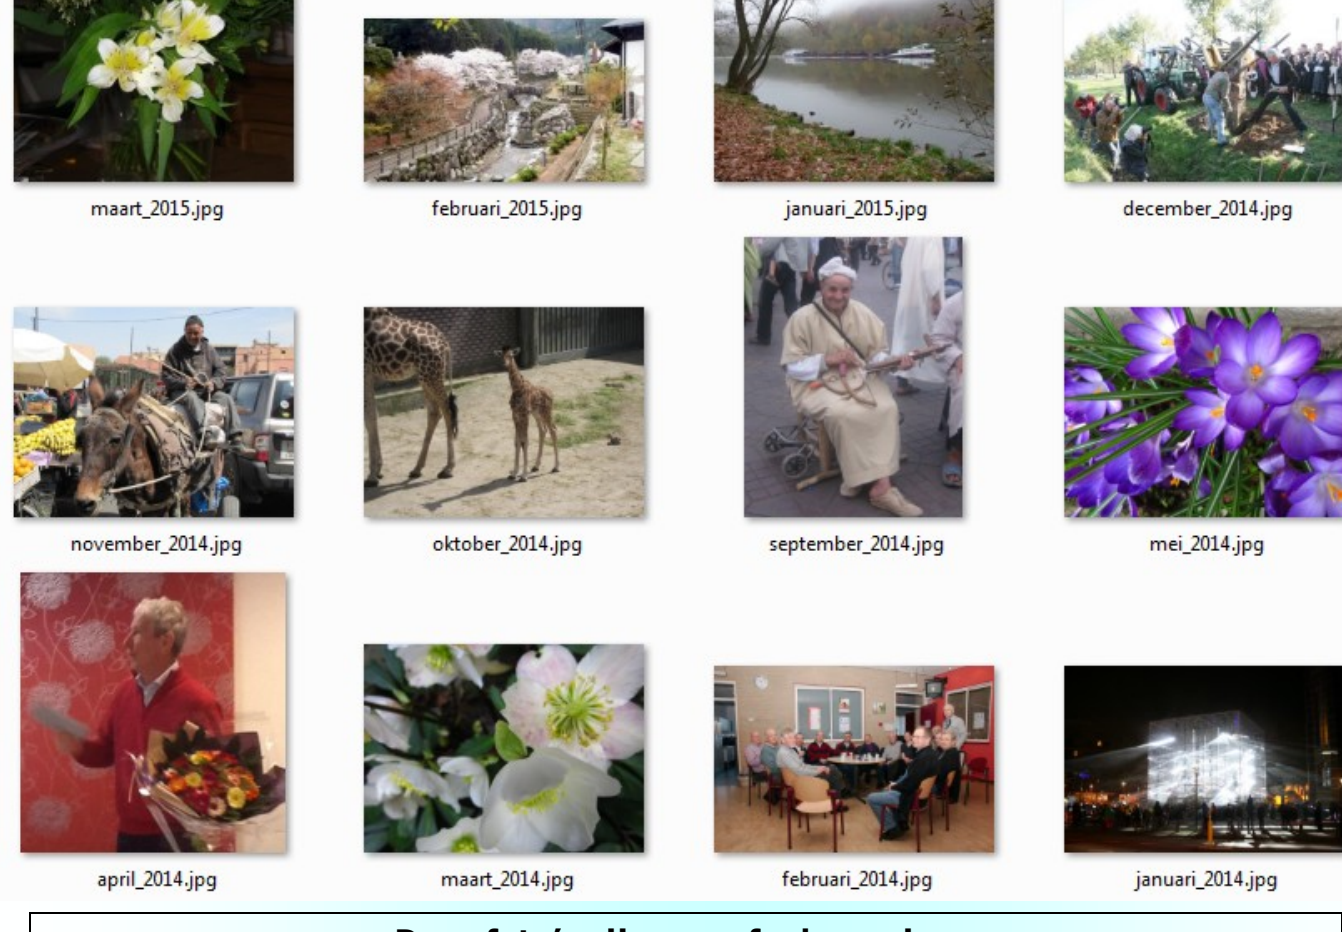 maart_2015.jpg
februari_2015.jpg
januari_2015.jpg
december_2014.jpg
november_2014.jpg
oktober_2014.jpg
september_2014.jpg
mei_2014.jpg
april_2014.jpg
maart_2014.jpg
februari_2014.jpg
januari_2014.jpg